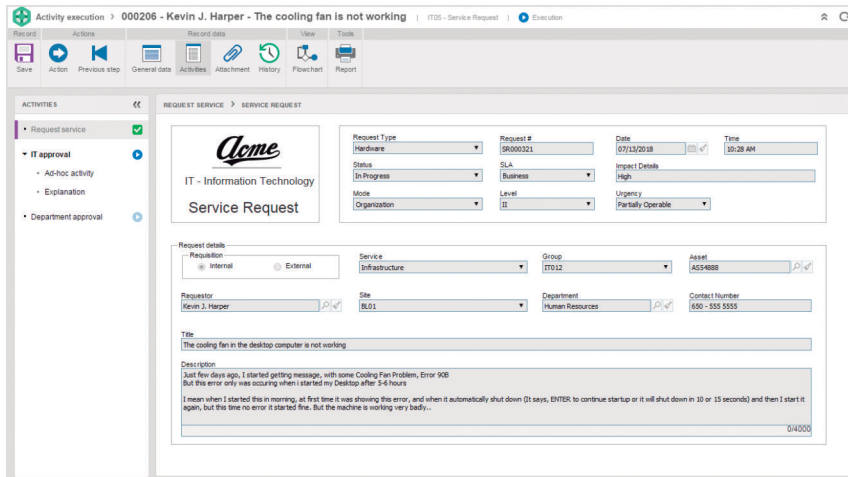 Activity execution > 000206 - Kevin J. Harper - The cooling fan is not working | IT05 - Service Request | Execution
Record Actions Record data View Tools
Save Action Previous step General data Activities Attachment History Flowchart Report
ACTIVITIES
REQUEST SERVICE > SERVICE REQUEST
Request service
IT approval
Ad-hoc activity
Explanation
Department approval
Acme
IT - Information Technology
Service Request
Request Type Request # Date Time
Hardware SR000321 07/13/2018 10:28 AM
Status SLA Impact Details
In Progress Business High
Mode Level Urgency
Organization II Partially Operable
Request details
Requisition Service Group Asset
Internal External Infrastructure IT012 AS54888
Requestor Site Department Contact Number
Kevin J. Harper BL01 Human Resources 650 - 555 5555
Title
The cooling fan in the desktop computer is not working
Description
Just few days ago, I started getting message, with some Cooling Fan Problem, Error 90B
But this error only was occuring when i started my Desktop after 5-6 hours
I mean when I started this in morning, at first time it was showing this error, and when it automatically shut down (It says, ENTER to continue startup or it will shut down in 10 or 15 seconds) and then I start it
again, but this time no error it started fine. But the machine is working very badly..
0/4000